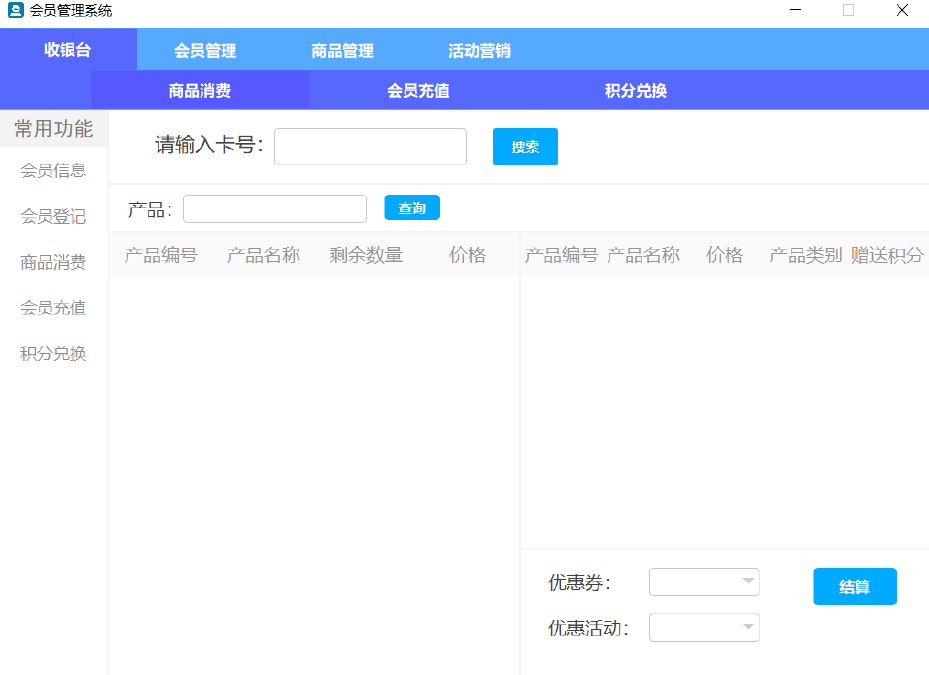 会员管理系统
收银台 会员管理 商品管理 活动营销
商品消费 会员充值 积分兑换
常用功能
会员信息
会员登记
商品消费
会员充值
积分兑换
请输入卡号： 搜索
产品： 查询
产品编号 产品名称 剩余数量 价格
产品编号 产品名称 价格 产品类别 赠送积分
优惠券： 结算
优惠活动：